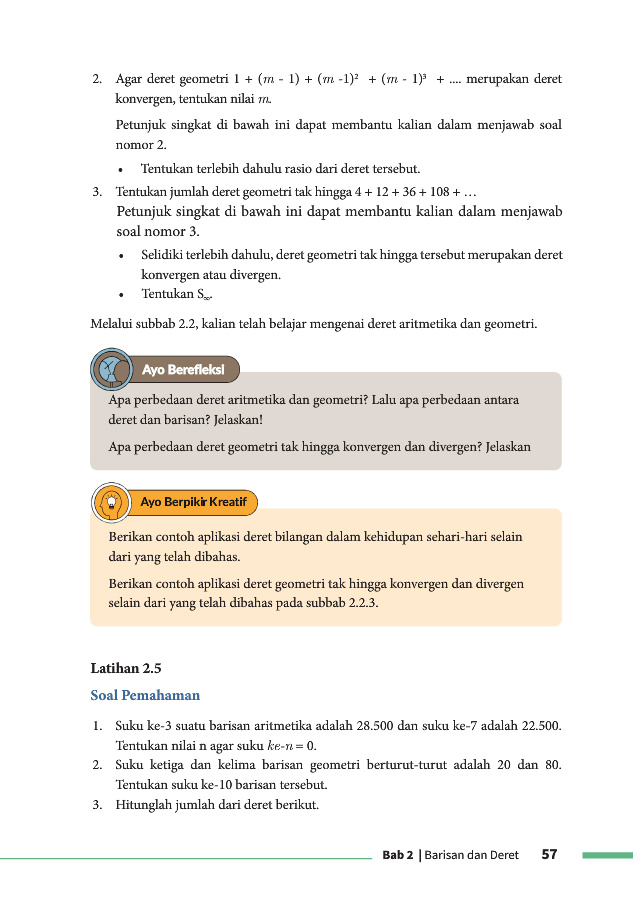 2. Agar deret geometri 1 + (m - 1) + (m -1)² + (m - 1)³ + .... merupakan deret
konvergen, tentukan nilai m.
Petunjuk singkat di bawah ini dapat membantu kalian dalam menjawab soal
nomor 2.
• Tentukan terlebih dahulu rasio dari deret tersebut.
3. Tentukan jumlah deret geometri tak hingga 4 + 12 + 36 + 108 + …
Petunjuk singkat di bawah ini dapat membantu kalian dalam menjawab
soal nomor 3.
• Selidiki terlebih dahulu, deret geometri tak hingga tersebut merupakan deret
konvergen atau divergen.
• Tentukan S∞.
Melalui subbab 2.2, kalian telah belajar mengenai deret aritmetika dan geometri.
Ayo Berefleksi
Apa perbedaan deret aritmetika dan geometri? Lalu apa perbedaan antara
deret dan barisan? Jelaskan!
Apa perbedaan deret geometri tak hingga konvergen dan divergen? Jelaskan
Ayo Berpikir Kreatif
Berikan contoh aplikasi deret bilangan dalam kehidupan sehari-hari selain
dari yang telah dibahas.
Berikan contoh aplikasi deret geometri tak hingga konvergen dan divergen
selain dari yang telah dibahas pada subbab 2.2.3.
Latihan 2.5
Soal Pemahaman
1. Suku ke-3 suatu barisan aritmetika adalah 28.500 dan suku ke-7 adalah 22.500.
Tentukan nilai n agar suku ke-n = 0.
2. Suku ketiga dan kelima barisan geometri berturut-turut adalah 20 dan 80.
Tentukan suku ke-10 barisan tersebut.
3. Hitunglah jumlah dari deret berikut.
Bab 2 | Barisan dan Deret 57